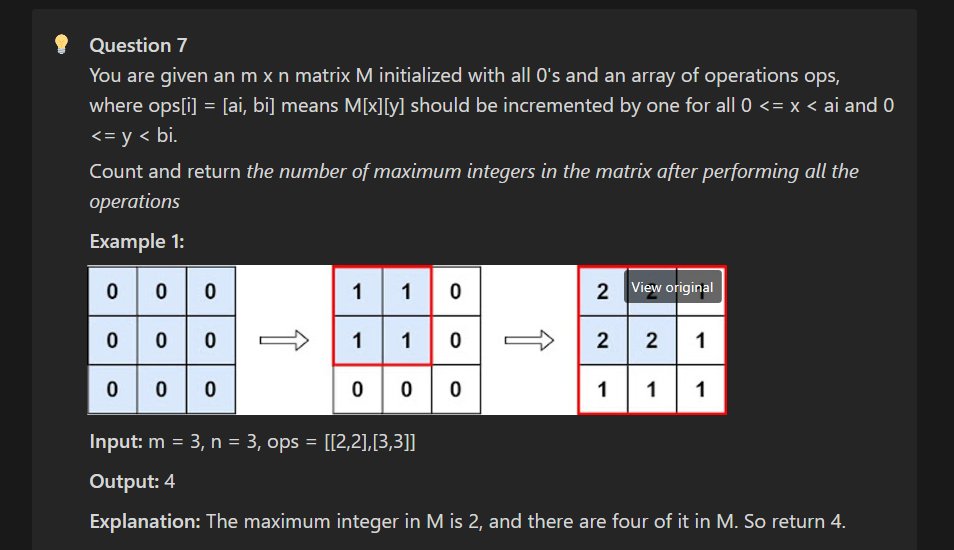 Question 7
You are given an m x n matrix M initialized with all 0's and an array of operations ops,
where ops[i] = [ai, bi] means M[x][y] should be incremented by one for all 0 <= x < ai and 0
<= y < bi.
Count and return the number of maximum integers in the matrix after performing all the
operations
Example 1:
0 0 0 1 1 0 2 2 1
View original
0 0 0 1 1 0 2 2 1
0 0 0 0 0 0 1 1 1
Input: m = 3, n = 3, ops = [[2,2],[3,3]]
Output: 4
Explanation: The maximum integer in M is 2, and there are four of it in M. So return 4.